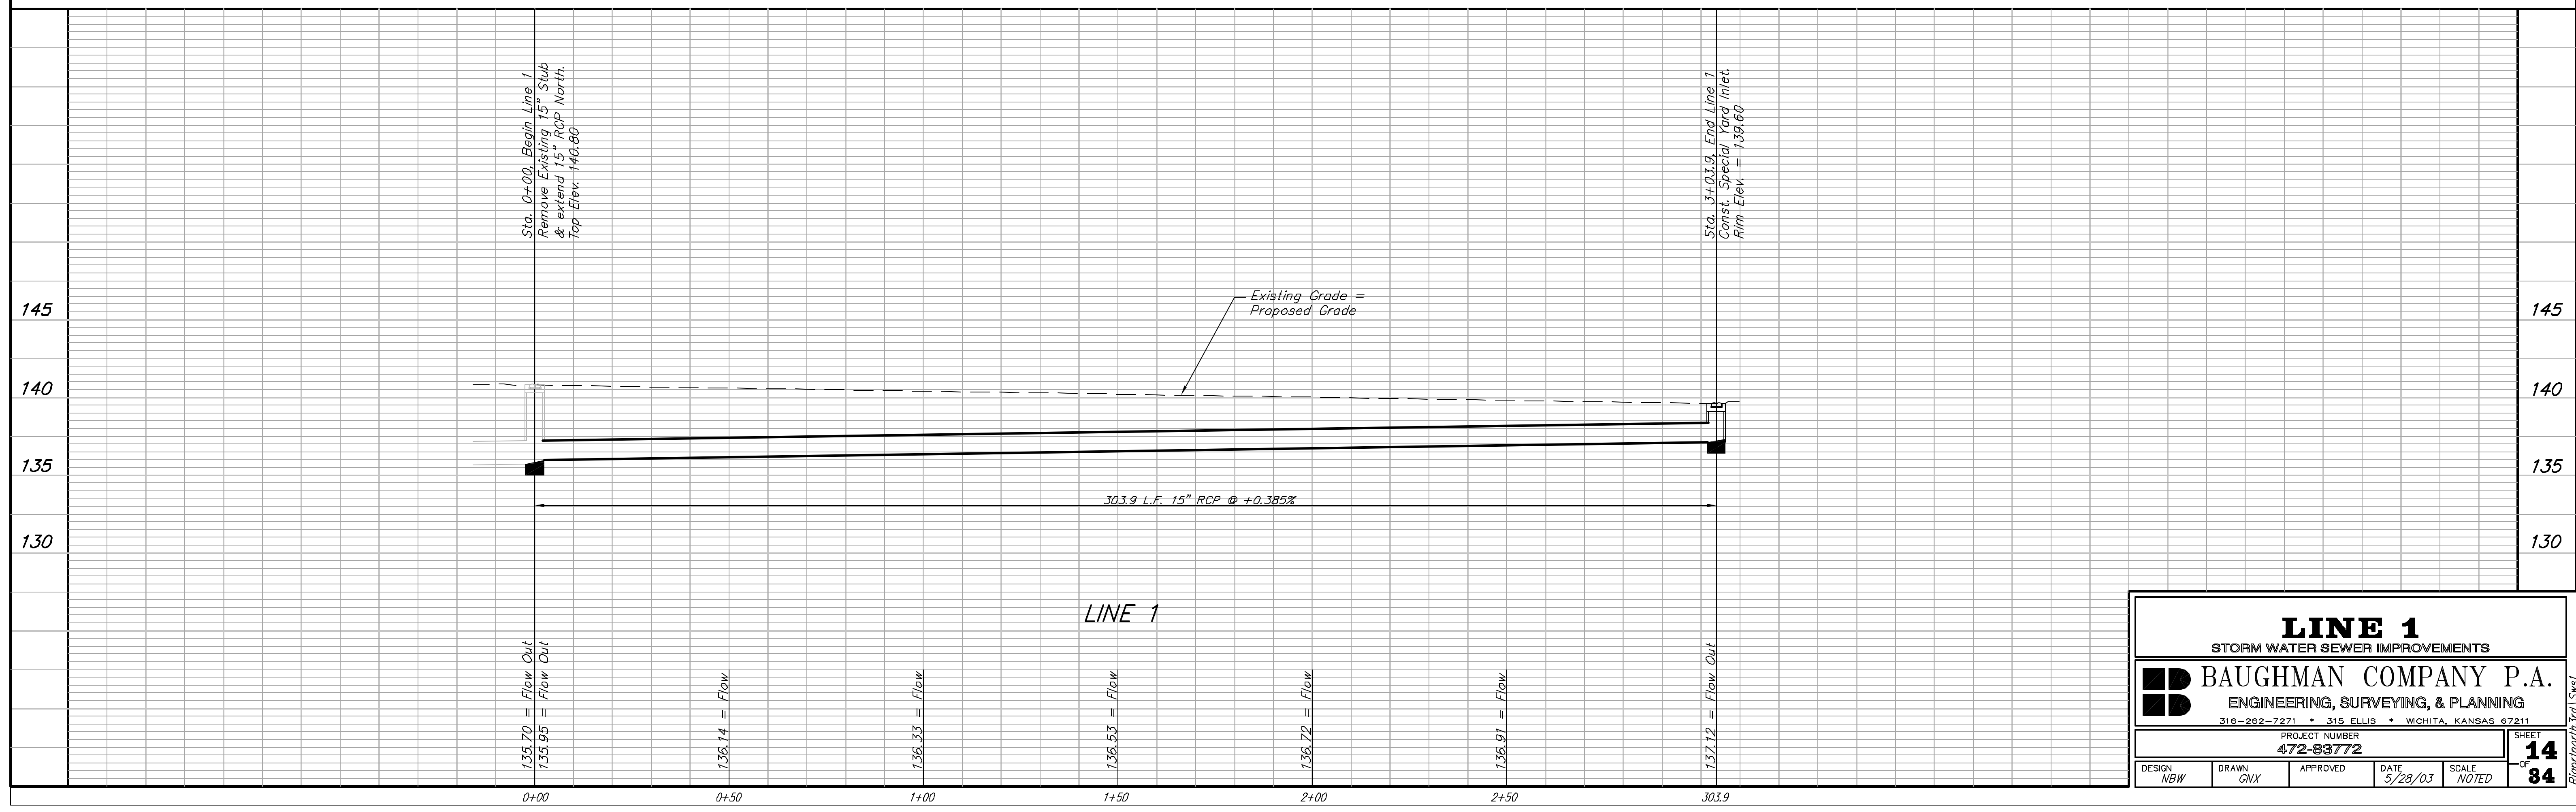 Sta. 0+00, Begin Line 1
Remove Existing 15" Stub
& extend 15" RCP North.
Top Elev. 140.80
Sta. 3+03.9, End Line 1
Const. Special Yard Inlet.
Rim Elev. = 139.60
145
145
Existing Grade =
Proposed Grade
140
140
135
135
303.9 L.F. 15" RCP @ +0.385%
130
130
LINE 1
135.70 = Flow Out
135.95 = Flow Out
136.14 = Flow
136.33 = Flow
136.53 = Flow
136.72 = Flow
136.91 = Flow
137.12 = Flow Out
0+00
0+50
1+00
1+50
2+00
2+50
303.9
LINE 1
STORM WATER SEWER IMPROVEMENTS
BAUGHMAN COMPANY P.A.
ENGINEERING, SURVEYING, & PLANNING
316-262-7271 * 315 ELLIS * WICHITA, KANSAS 67211
PROJECT NUMBER
472-83772
SHEET
14
OF
34
DESIGN
NBW
DRAWN
GNX
APPROVED
DATE
5/28/03
SCALE
NOTED